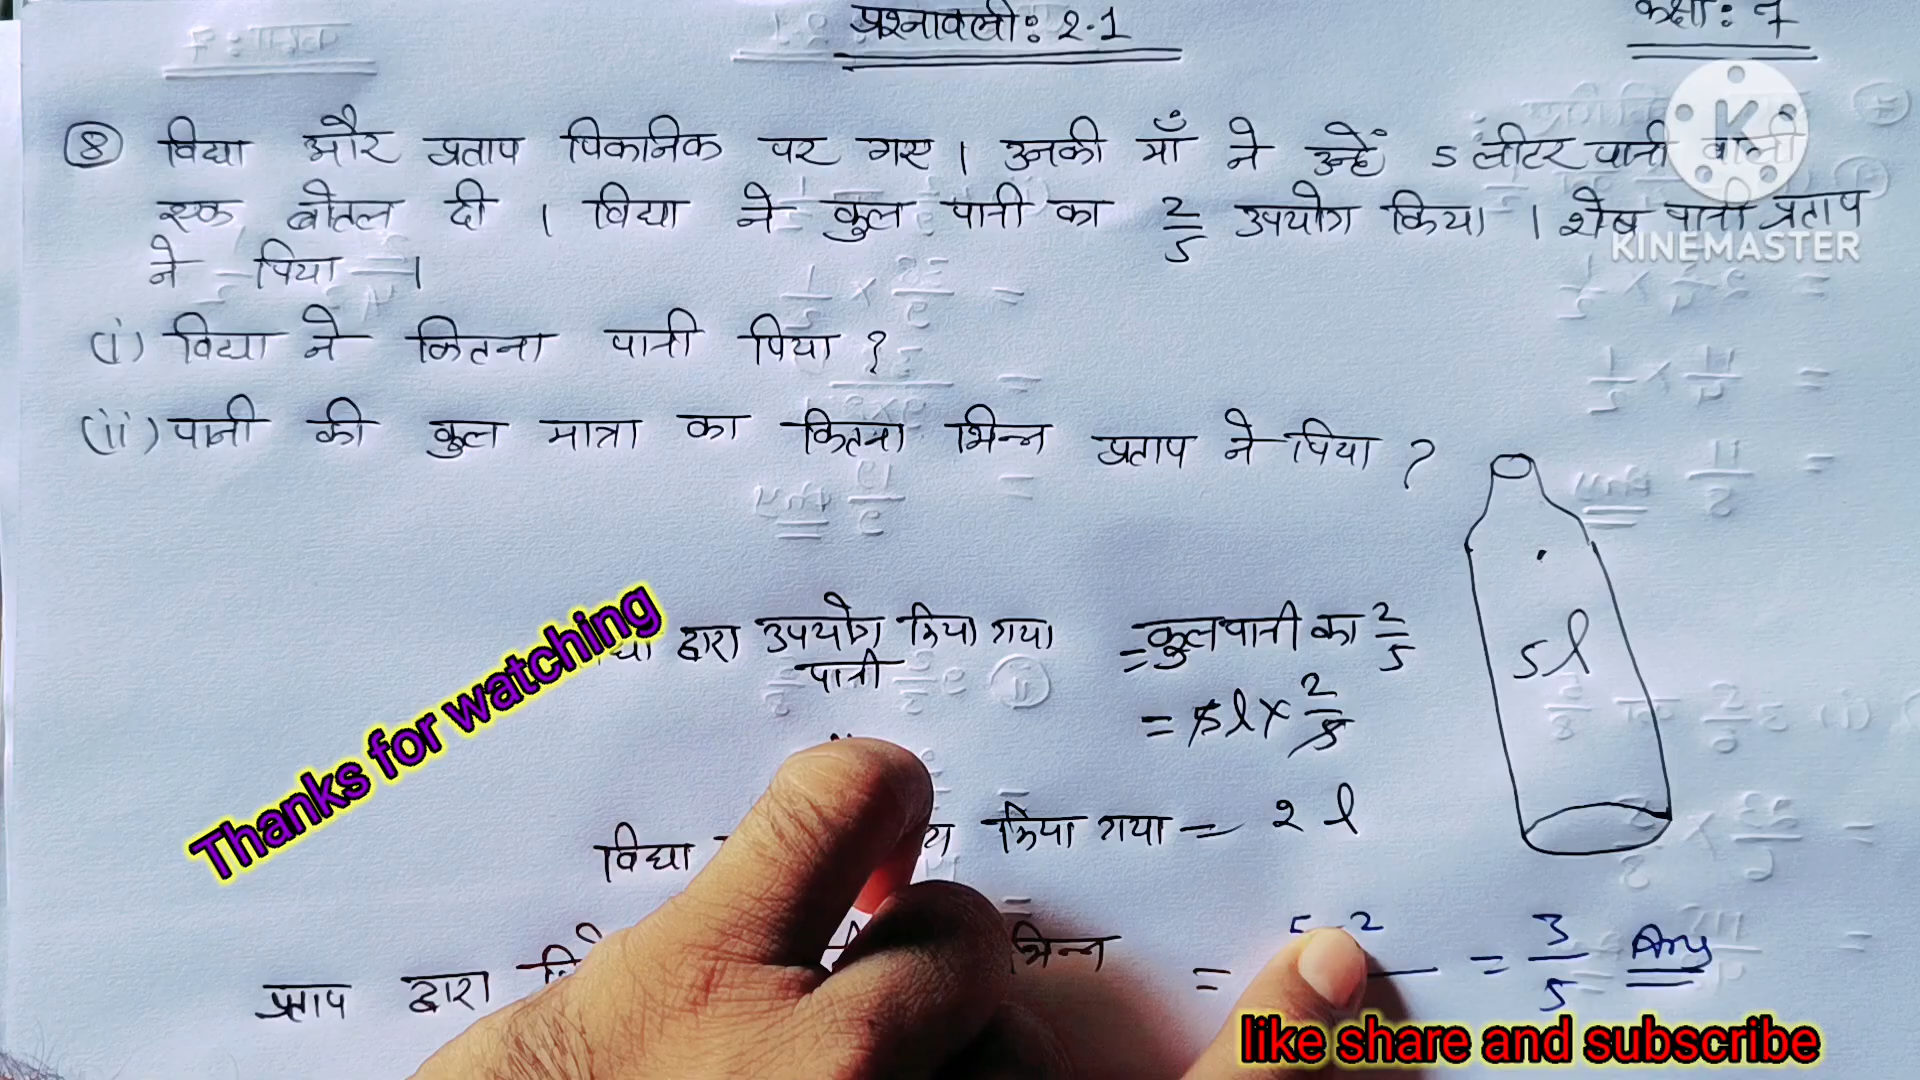 प्रश्नावली: 2.1
कक्षा: 7
⑧ विद्या और प्रताप पिकनिक पर गए। उनकी माँ ने उन्हें 5 लीटर पानी वाली
एक बोतल दी। विद्या ने कुल पानी का 2/5 उपयोग किया। शेष पानी प्रताप
ने पिया।
(i) विद्या ने कितना पानी पिया?
(ii) पानी की कुल मात्रा का कितना भिन्न प्रताप ने पिया?
द्वारा उपयोग किया गया = कुल पानी का 2/5
पानी
= 5l × 2/5
5l
विद्या किया गया = 2 l
प्रताप द्वारा भिन्न = 5-2 = 3/5 Ans
KINEMASTER
Thanks for watching
like share and subscribe